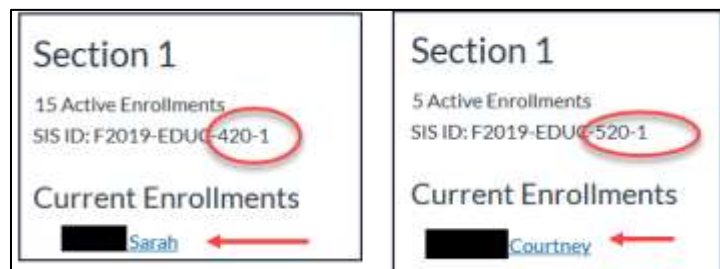 Section 1
15 Active Enrollments
SIS ID: F2019-EDUC-420-1
Current Enrollments
Sarah
Section 1
5 Active Enrollments
SIS ID: F2019-EDUC-520-1
Current Enrollments
Courtney